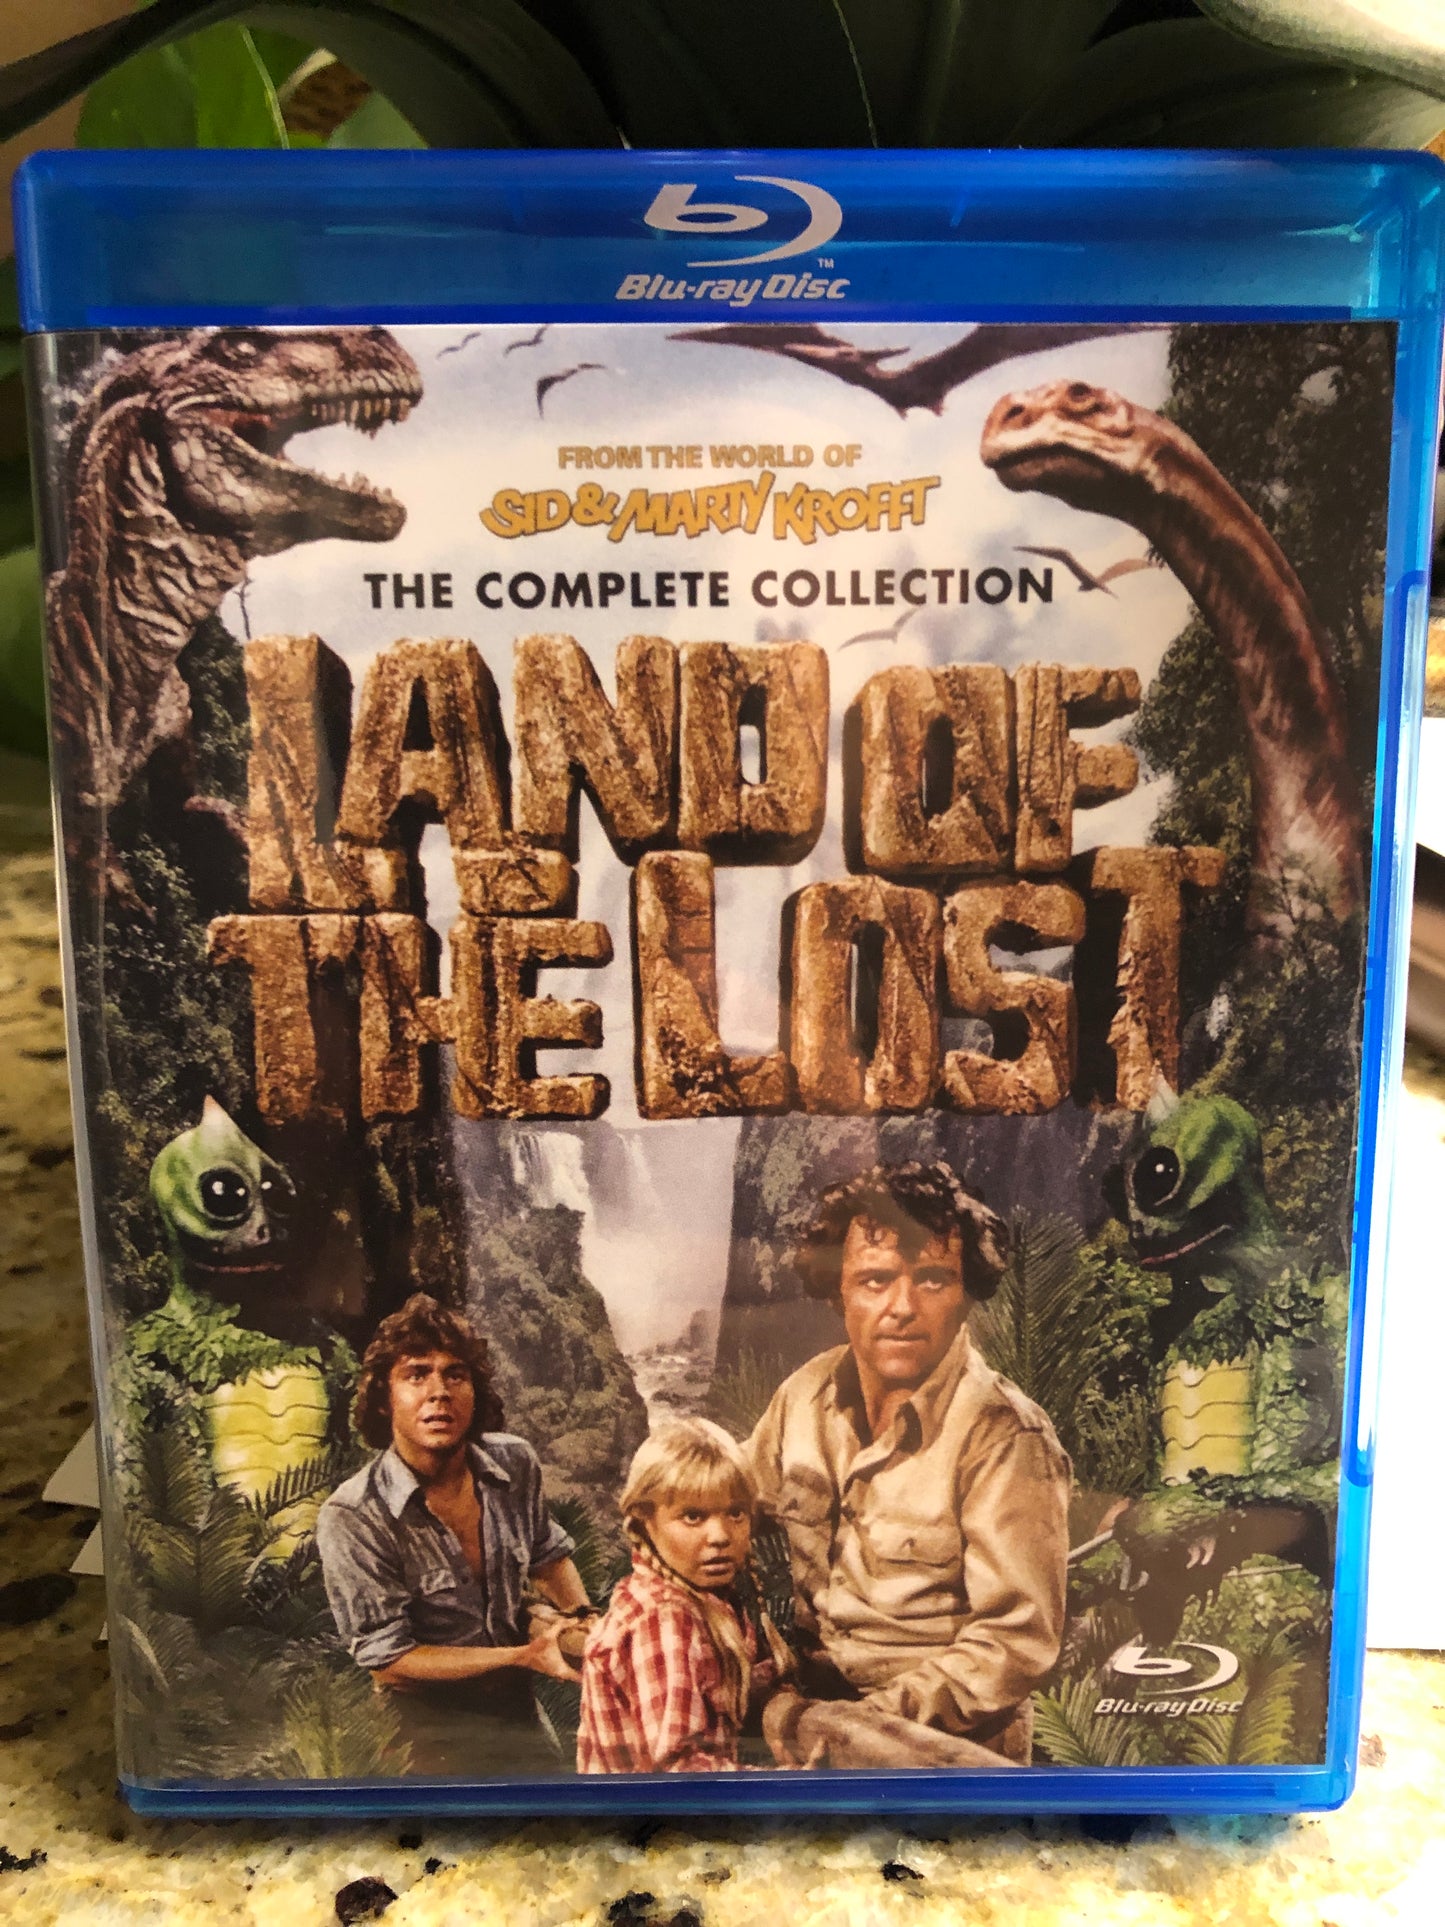 Blu-ray Disc
TM
FROM THE WORLD OF
SID & MARTY KROFFT
THE COMPLETE COLLECTION
LAND OF
THE LOST
Blu-ray Disc